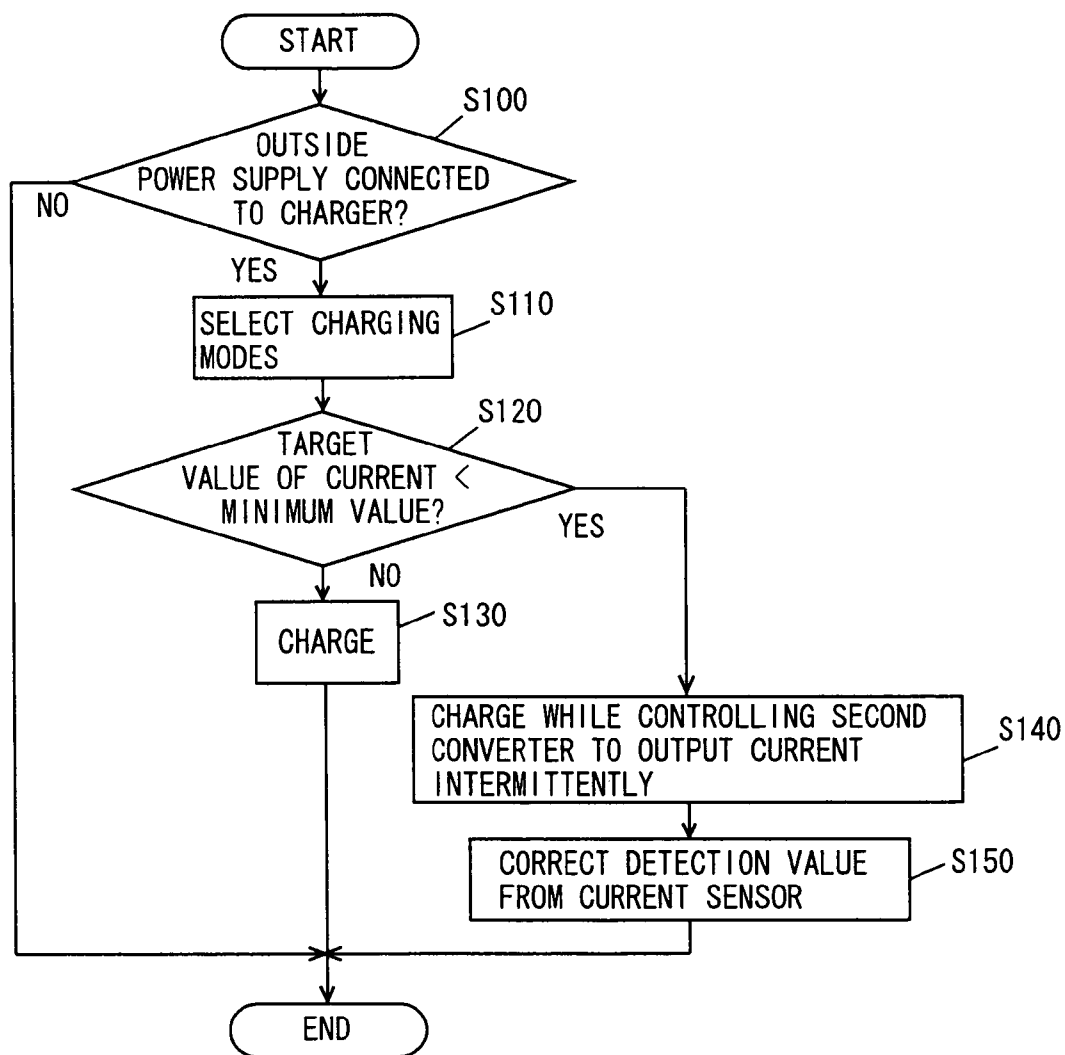 START
S100
OUTSIDE
POWER SUPPLY CONNECTED
TO CHARGER?
NO
YES
S110
SELECT CHARGING
MODES
S120
TARGET
VALUE OF CURRENT <
MINIMUM VALUE?
YES
NO
S130
CHARGE
CHARGE WHILE CONTROLLING SECOND
CONVERTER TO OUTPUT CURRENT
INTERMITTENTLY
S140
CORRECT DETECTION VALUE
FROM CURRENT SENSOR
S150
END